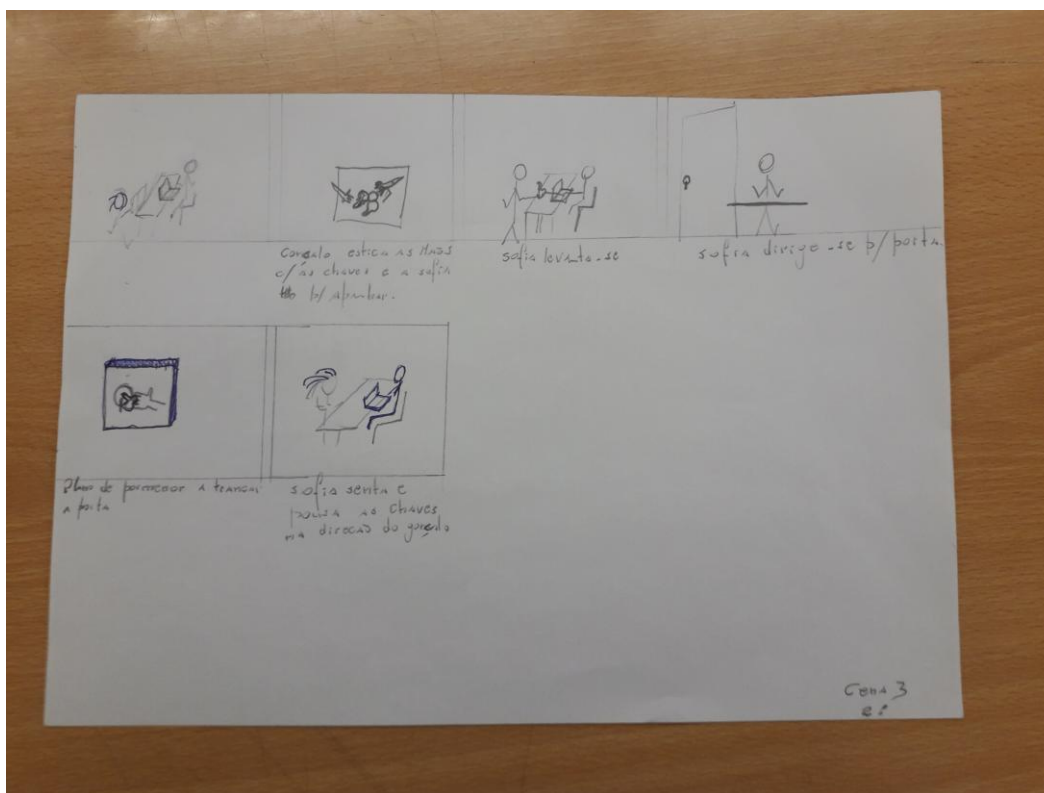 Gonçalo estica as mãos
c/ as chaves e a sofia
p/ apanhar.
sofia levanta-se
sofia dirige-se p/ porta.
Plano de pormenor a trancar
a porta
sofia senta e
pousa as chaves
na direcão do gonçalo
Cena 3